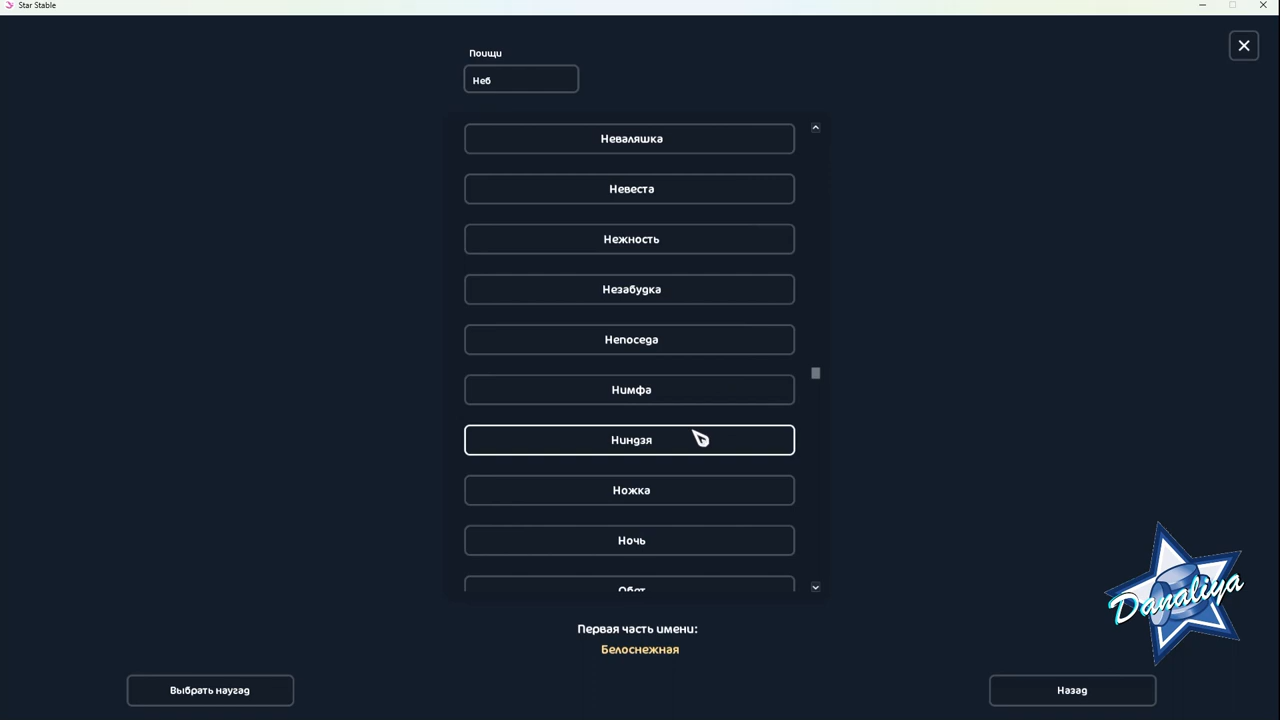 Star Stable
Поищи
Неб
Неваляшка
Невеста
Нежность
Незабудка
Непоседа
Нимфа
Ниндзя
Ножка
Ночь
Первая часть имени:
Белоснежная
Выбрать наугад
Назад
Danaliya